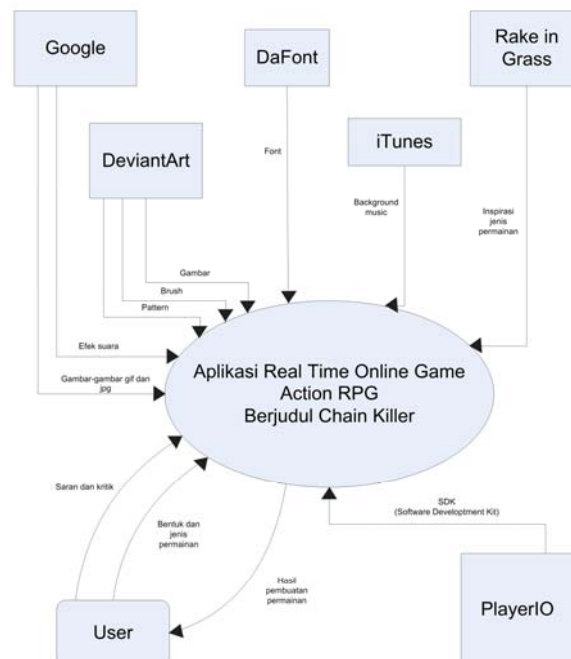 Google
DaFont
Rake in
Grass
DeviantArt
iTunes
Font
Background
music
Inspirasi
jenis
permainan
Gambar
Brush
Pattern
Efek suara
Gambar-gambar gif dan
jpg
Aplikasi Real Time Online Game
Action RPG
Berjudul Chain Killer
Saran dan kritik
Bentuk dan
jenis
permainan
Hasil
pembuatan
permainan
SDK
(Software Developtment Kit)
User
PlayerIO